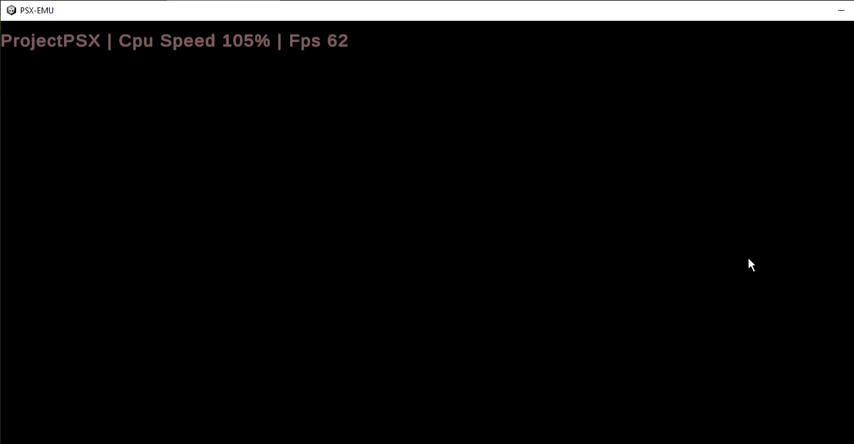 PSX-EMU
ProjectPSX | Cpu Speed 105% | Fps 62